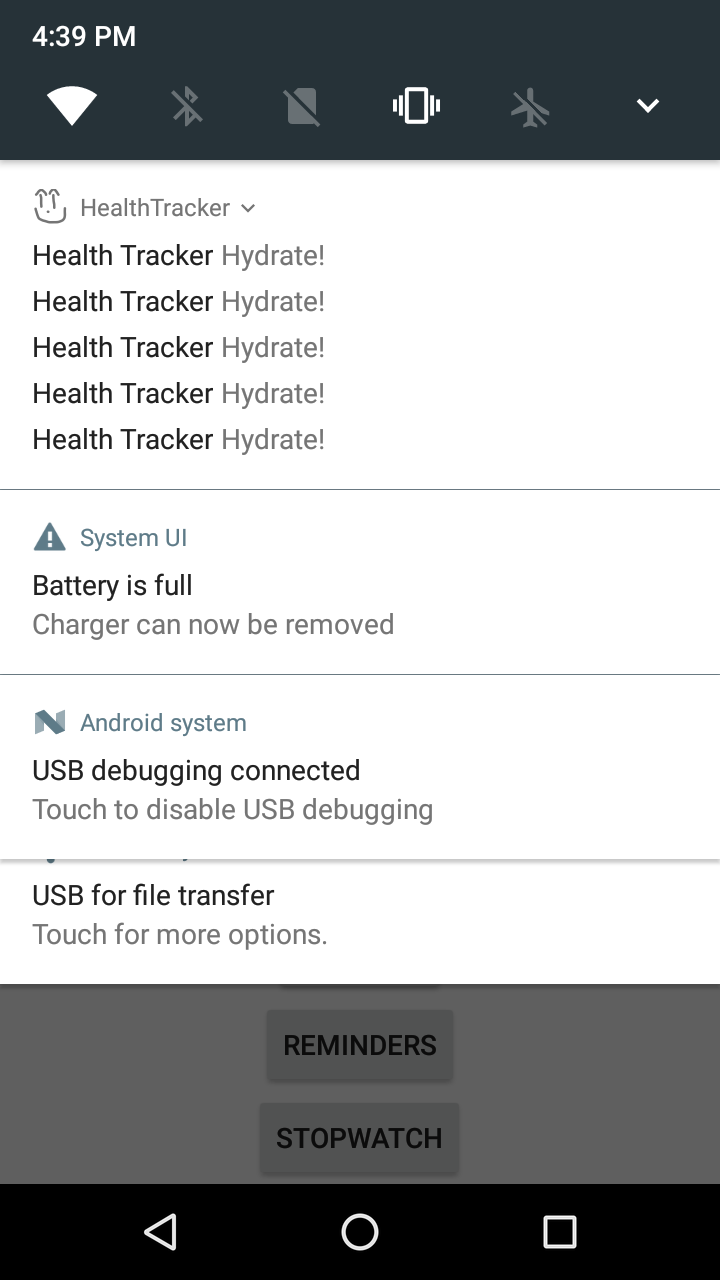 4:39 PM
HealthTracker
Health Tracker Hydrate!
Health Tracker Hydrate!
Health Tracker Hydrate!
Health Tracker Hydrate!
Health Tracker Hydrate!
System UI
Battery is full
Charger can now be removed
Android system
USB debugging connected
Touch to disable USB debugging
USB for file transfer
Touch for more options.
REMINDERS
STOPWATCH